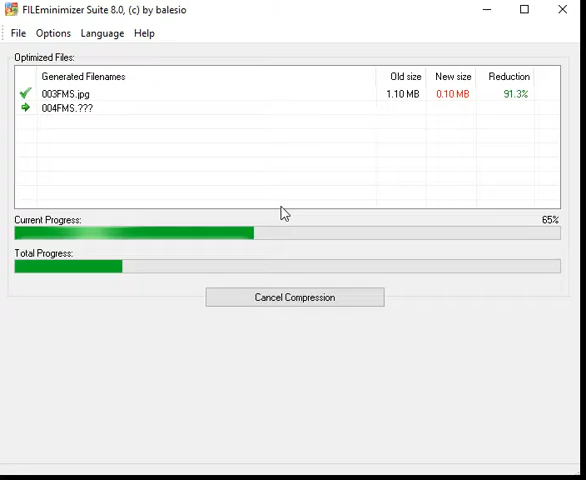 FILEminimizer Suite 8.0, (c) by balesio
File Options Language Help
Optimized Files:
Generated Filenames Old size New size Reduction
003FMS.jpg 1.10 MB 0.10 MB 91.3%
004FMS.???
Current Progress: 65%
Total Progress:
Cancel Compression